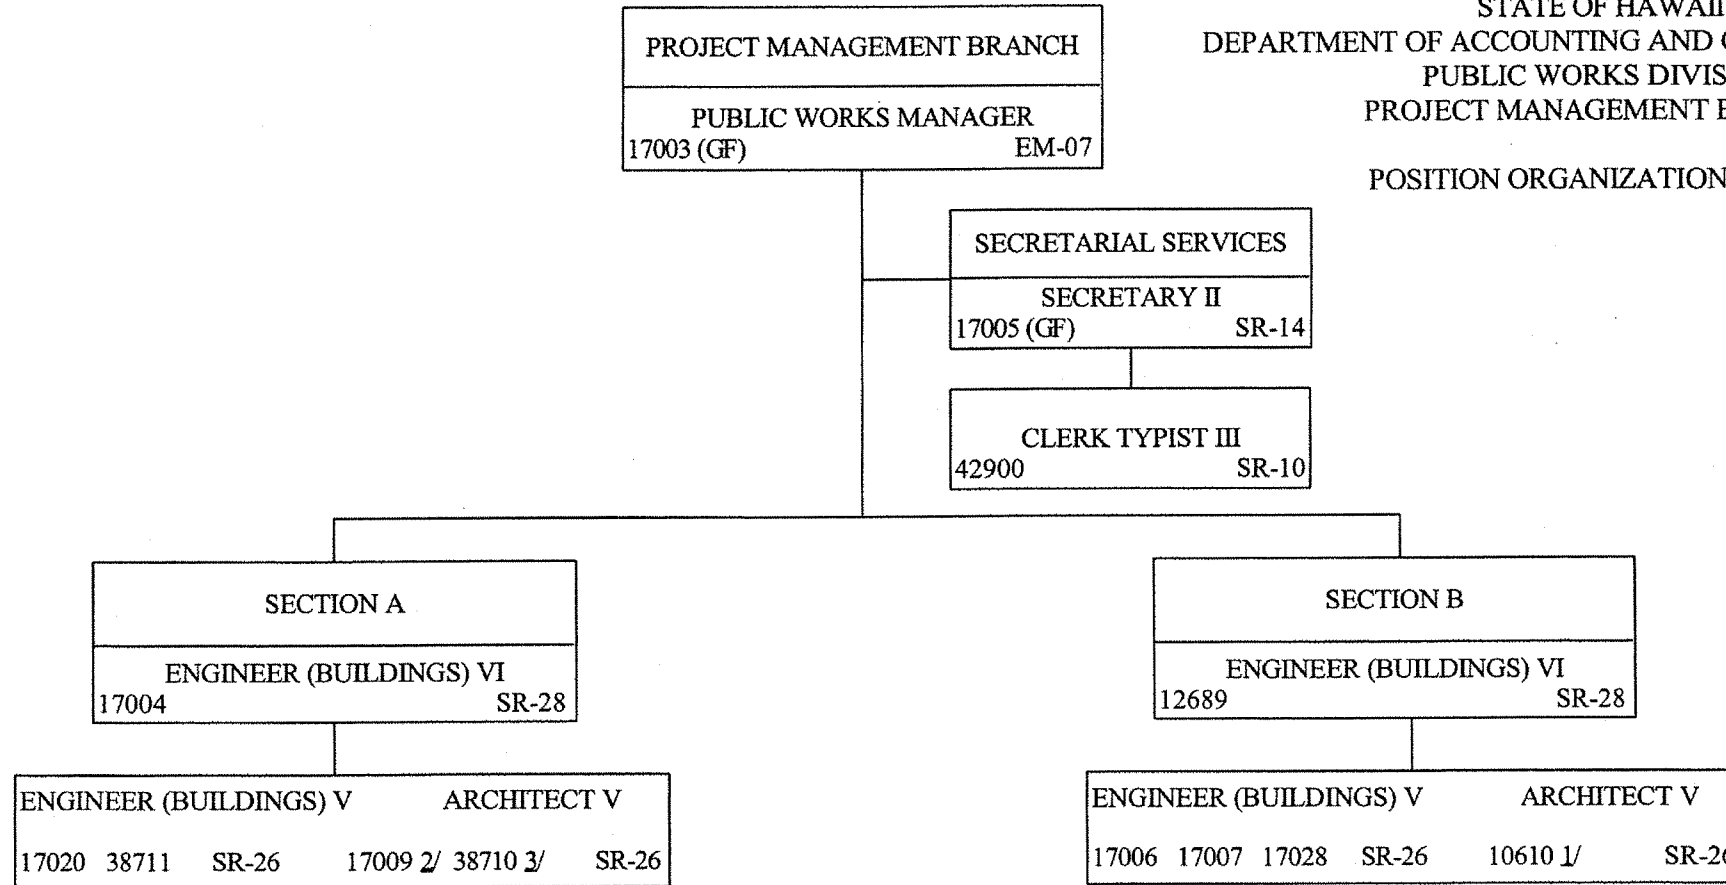 STATE OF HAWAII
DEPARTMENT OF ACCOUNTING AND
PUBLIC WORKS
PROJECT MANAGEMENT
POSITION ORGANIZATION
PROJECT MANAGEMENT BRANCH
PUBLIC WORKS MANAGER
17003 (GF) EM-07
SECRETARIAL SERVICES
SECRETARY II
17005 (GF) SR-14
CLERK TYPIST III
42900 SR-10
SECTION A
ENGINEER (BUILDINGS) VI
17004 SR-28
ENGINEER (BUILDINGS) V ARCHITECT V
17020 38711 SR-26 17009 2/ 38710 3/ SR-26
SECTION B
ENGINEER (BUILDINGS) VI
12689 SR-28
ENGINEER (BUILDINGS) V ARCHITECT V
17006 17007 17028 SR-26 10610 1/ SR-26